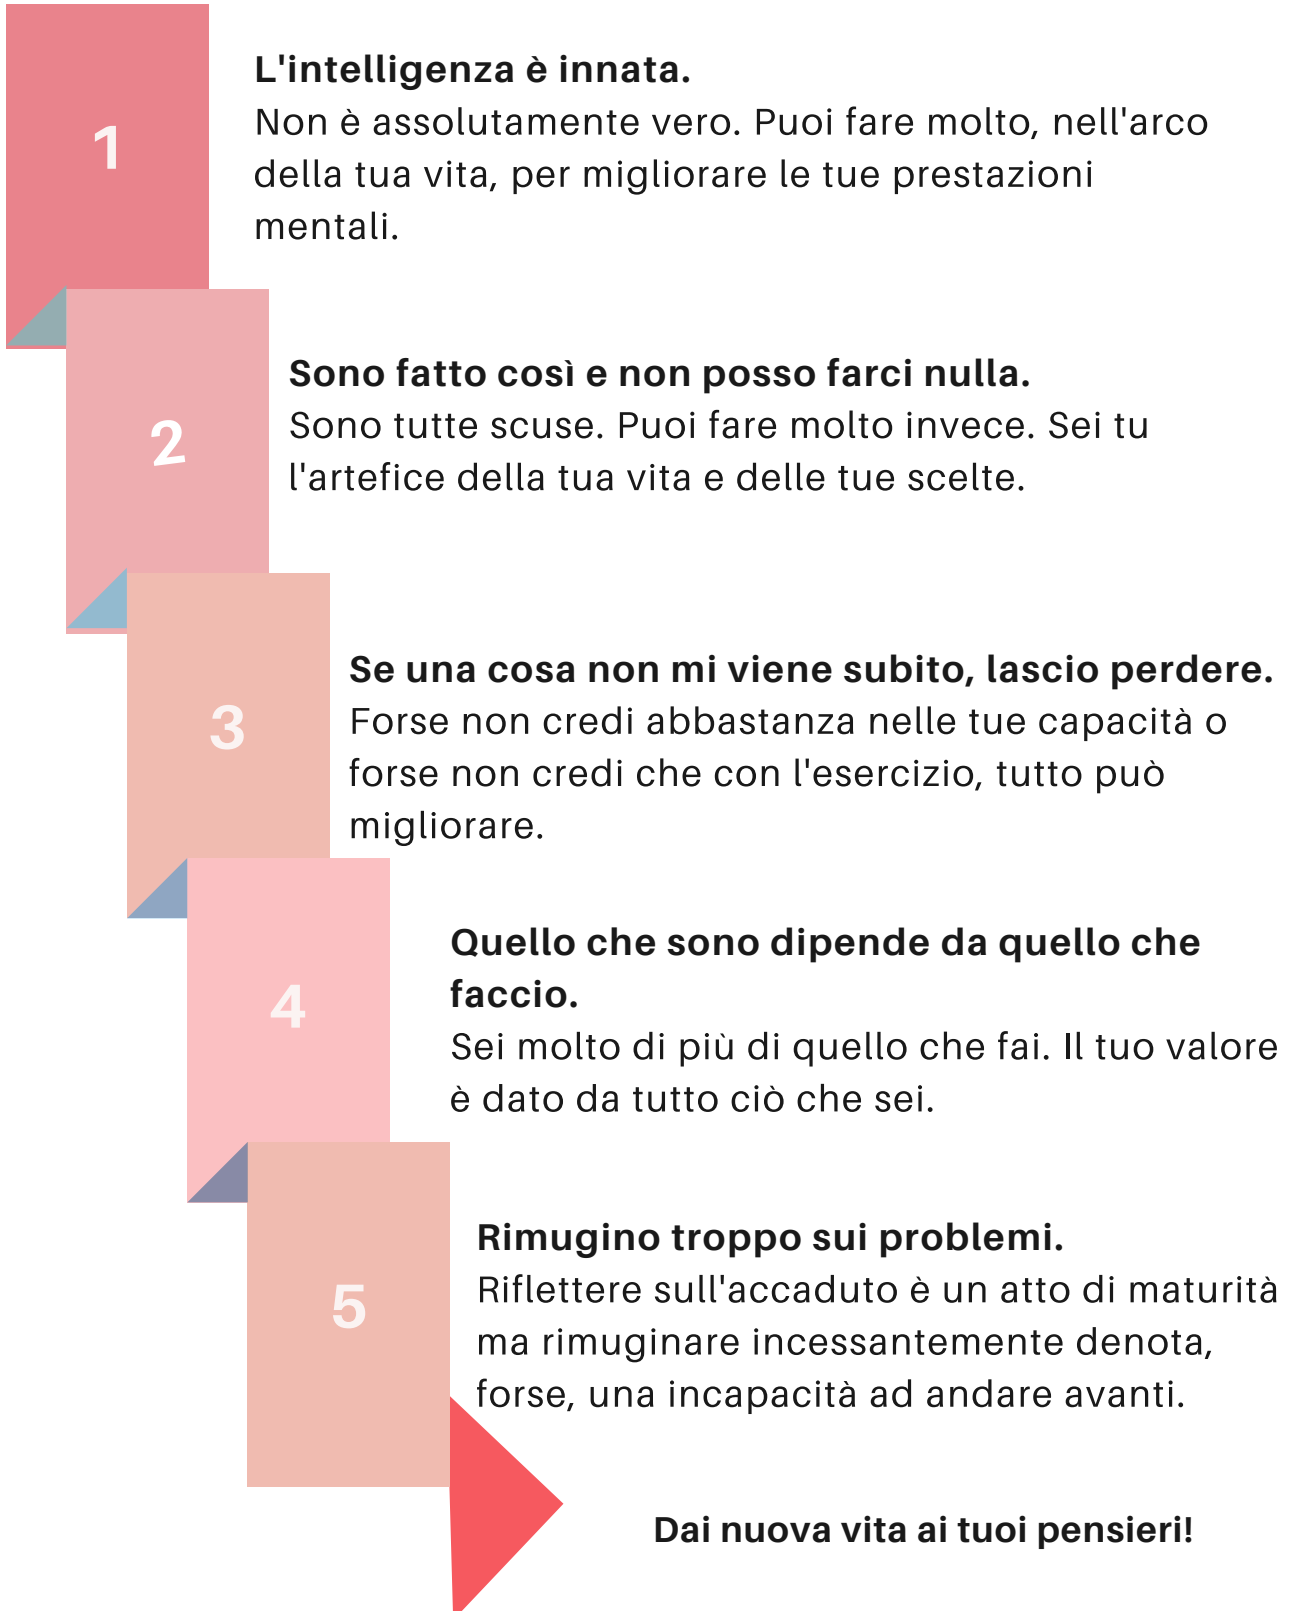 1
L'intelligenza è innata.
Non è assolutamente vero. Puoi fare molto, nell'arco
della tua vita, per migliorare le tue prestazioni
mentali.
2
Sono fatto così e non posso farci nulla.
Sono tutte scuse. Puoi fare molto invece. Sei tu
l'artefice della tua vita e delle tue scelte.
3
Se una cosa non mi viene subito, lascio perdere.
Forse non credi abbastanza nelle tue capacità o
forse non credi che con l'esercizio, tutto può
migliorare.
4
Quello che sono dipende da quello che
faccio.
Sei molto di più di quello che fai. Il tuo valore
è dato da tutto ciò che sei.
5
Rimugino troppo sui problemi.
Riflettere sull'accaduto è un atto di maturità
ma rimuginare incessantemente denota,
forse, una incapacità ad andare avanti.
Dai nuova vita ai tuoi pensieri!